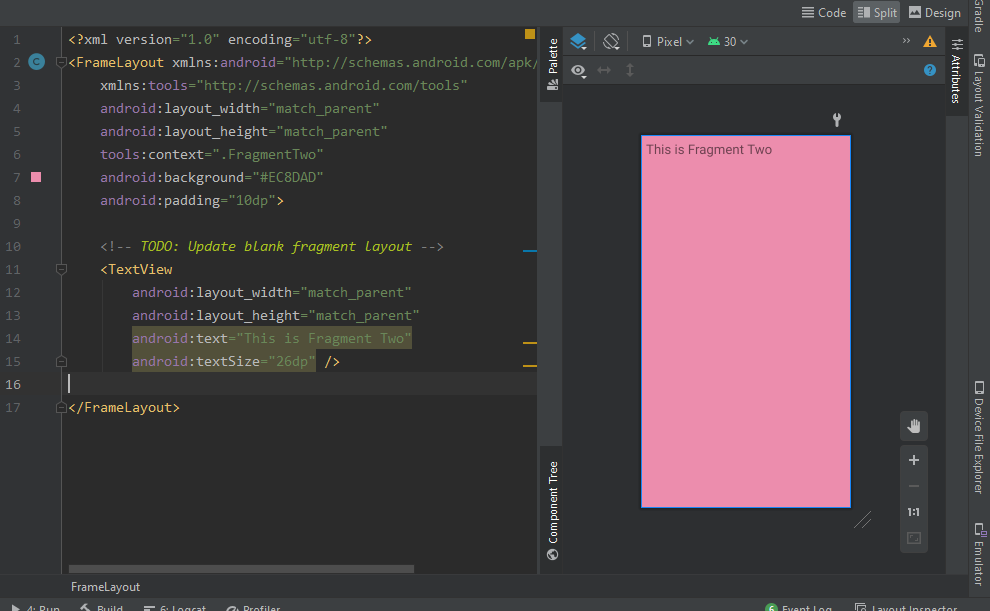 Code Split Design
1 <?xml version="1.0" encoding="utf-8"?>
2 C <FrameLayout xmlns:android="http://schemas.android.com/apk/
3 xmlns:tools="http://schemas.android.com/tools"
4 android:layout_width="match_parent"
5 android:layout_height="match_parent"
6 tools:context=".FragmentTwo"
7 android:background="#EC8DAD"
8 android:padding="10dp">
9
10 <!-- TODO: Update blank fragment layout -->
11 <TextView
12 android:layout_width="match_parent"
13 android:layout_height="match_parent"
14 android:text="This is Fragment Two"
15 android:textSize="26dp" />
16
17 </FrameLayout>
Palette
Component Tree
Pixel 30 »
?
This is Fragment Two
1:1
Attributes
Gradle
Layout Validation
Device File Explorer
Emulator
FrameLayout
4: Run Build 6: Logcat Profiler 6 Event Log Layout Inspector